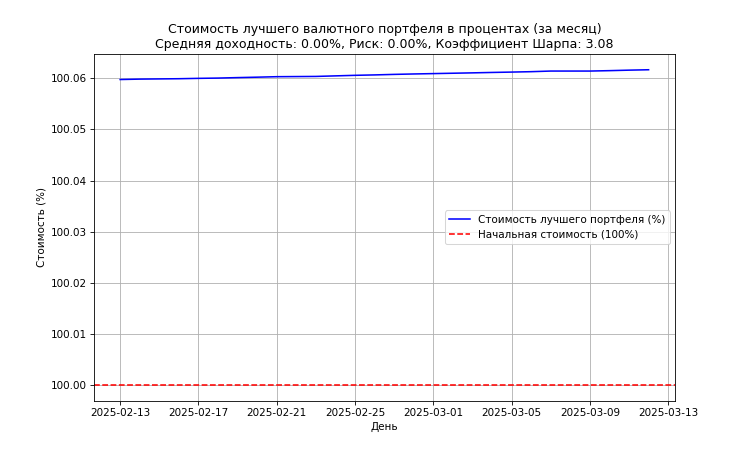 Стоимость лучшего валютного портфеля в процентах (за месяц)
Средняя доходность: 0.00%, Риск: 0.00%, Коэффициент Шарпа: 3.08
Стоимость (%)
100.06
100.05
100.04
100.03
100.02
100.01
100.00
Стоимость лучшего портфеля (%)
Начальная стоимость (100%)
2025-02-13 2025-02-17 2025-02-21 2025-02-25 2025-03-01 2025-03-05 2025-03-09 2025-03-13
День